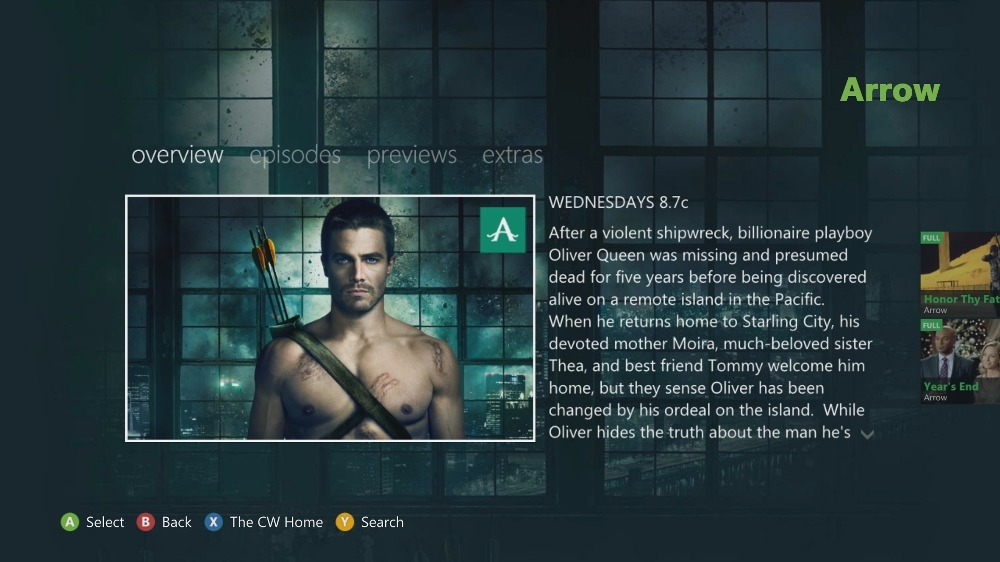 Arrow
overview episodes previews extras
A
WEDNESDAYS 8.7c
After a violent shipwreck, billionaire playboy
Oliver Queen was missing and presumed
dead for five years before being discovered
alive on a remote island in the Pacific.
When he returns home to Starling City, his
devoted mother Moira, much-beloved sister
Thea, and best friend Tommy welcome him
home, but they sense Oliver has been
changed by his ordeal on the island.  While
Oliver hides the truth about the man he's
FULL
Honor Thy Fat
Arrow
FULL
Year's End
Arrow
A Select B Back X The CW Home Y Search